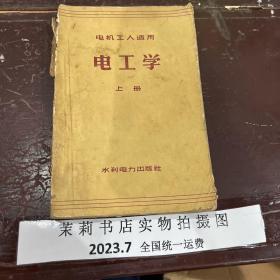 电机工人适用
电工学
上册
水利电力出版社
茉莉书店实物拍摄图
2023.7 全国统一运费